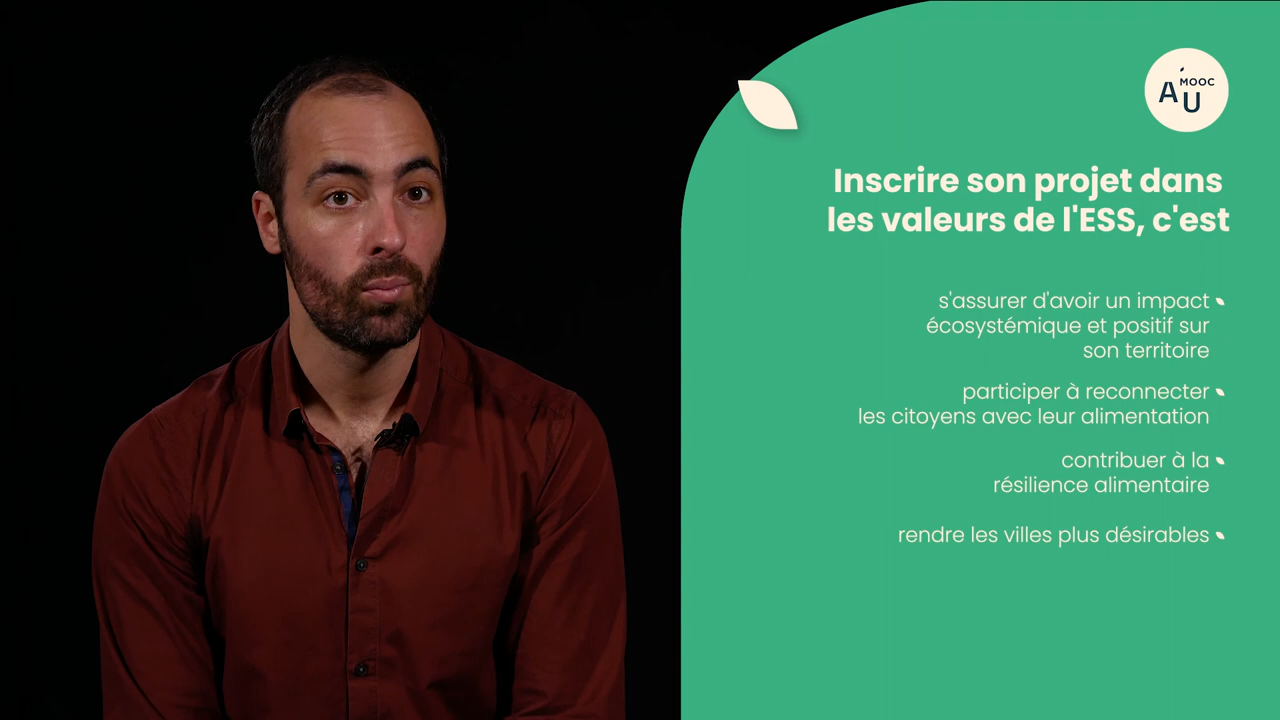 MOOC
AU
Inscrire son projet dans
les valeurs de l'ESS, c'est
s'assurer d'avoir un impact
écosystémique et positif sur
son territoire
participer à reconnecter
les citoyens avec leur alimentation
contribuer à la
résilience alimentaire
rendre les villes plus désirables